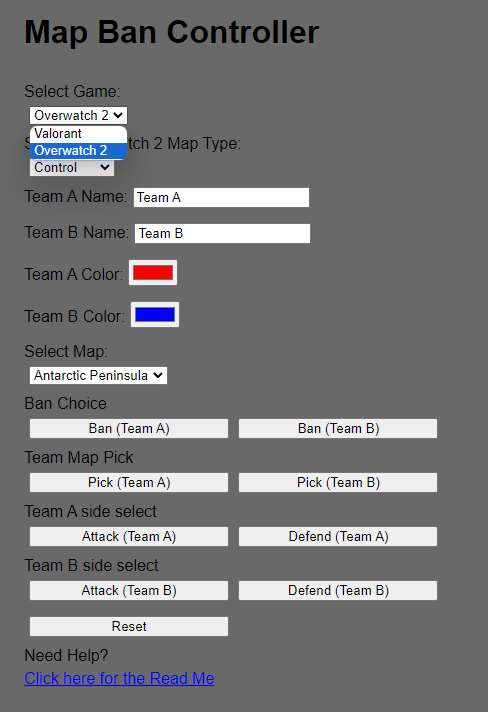 Map Ban Controller
Select Game:
Overwatch 2
Valorant
Overwatch 2
S tch 2 Map Type:
Control
Team A Name: Team A
Team B Name: Team B
Team A Color:
Team B Color:
Select Map:
Antarctic Peninsula
Ban Choice
Ban (Team A) Ban (Team B)
Team Map Pick
Pick (Team A) Pick (Team B)
Team A side select
Attack (Team A) Defend (Team A)
Team B side select
Attack (Team B) Defend (Team B)
Reset
Need Help?
Click here for the Read Me